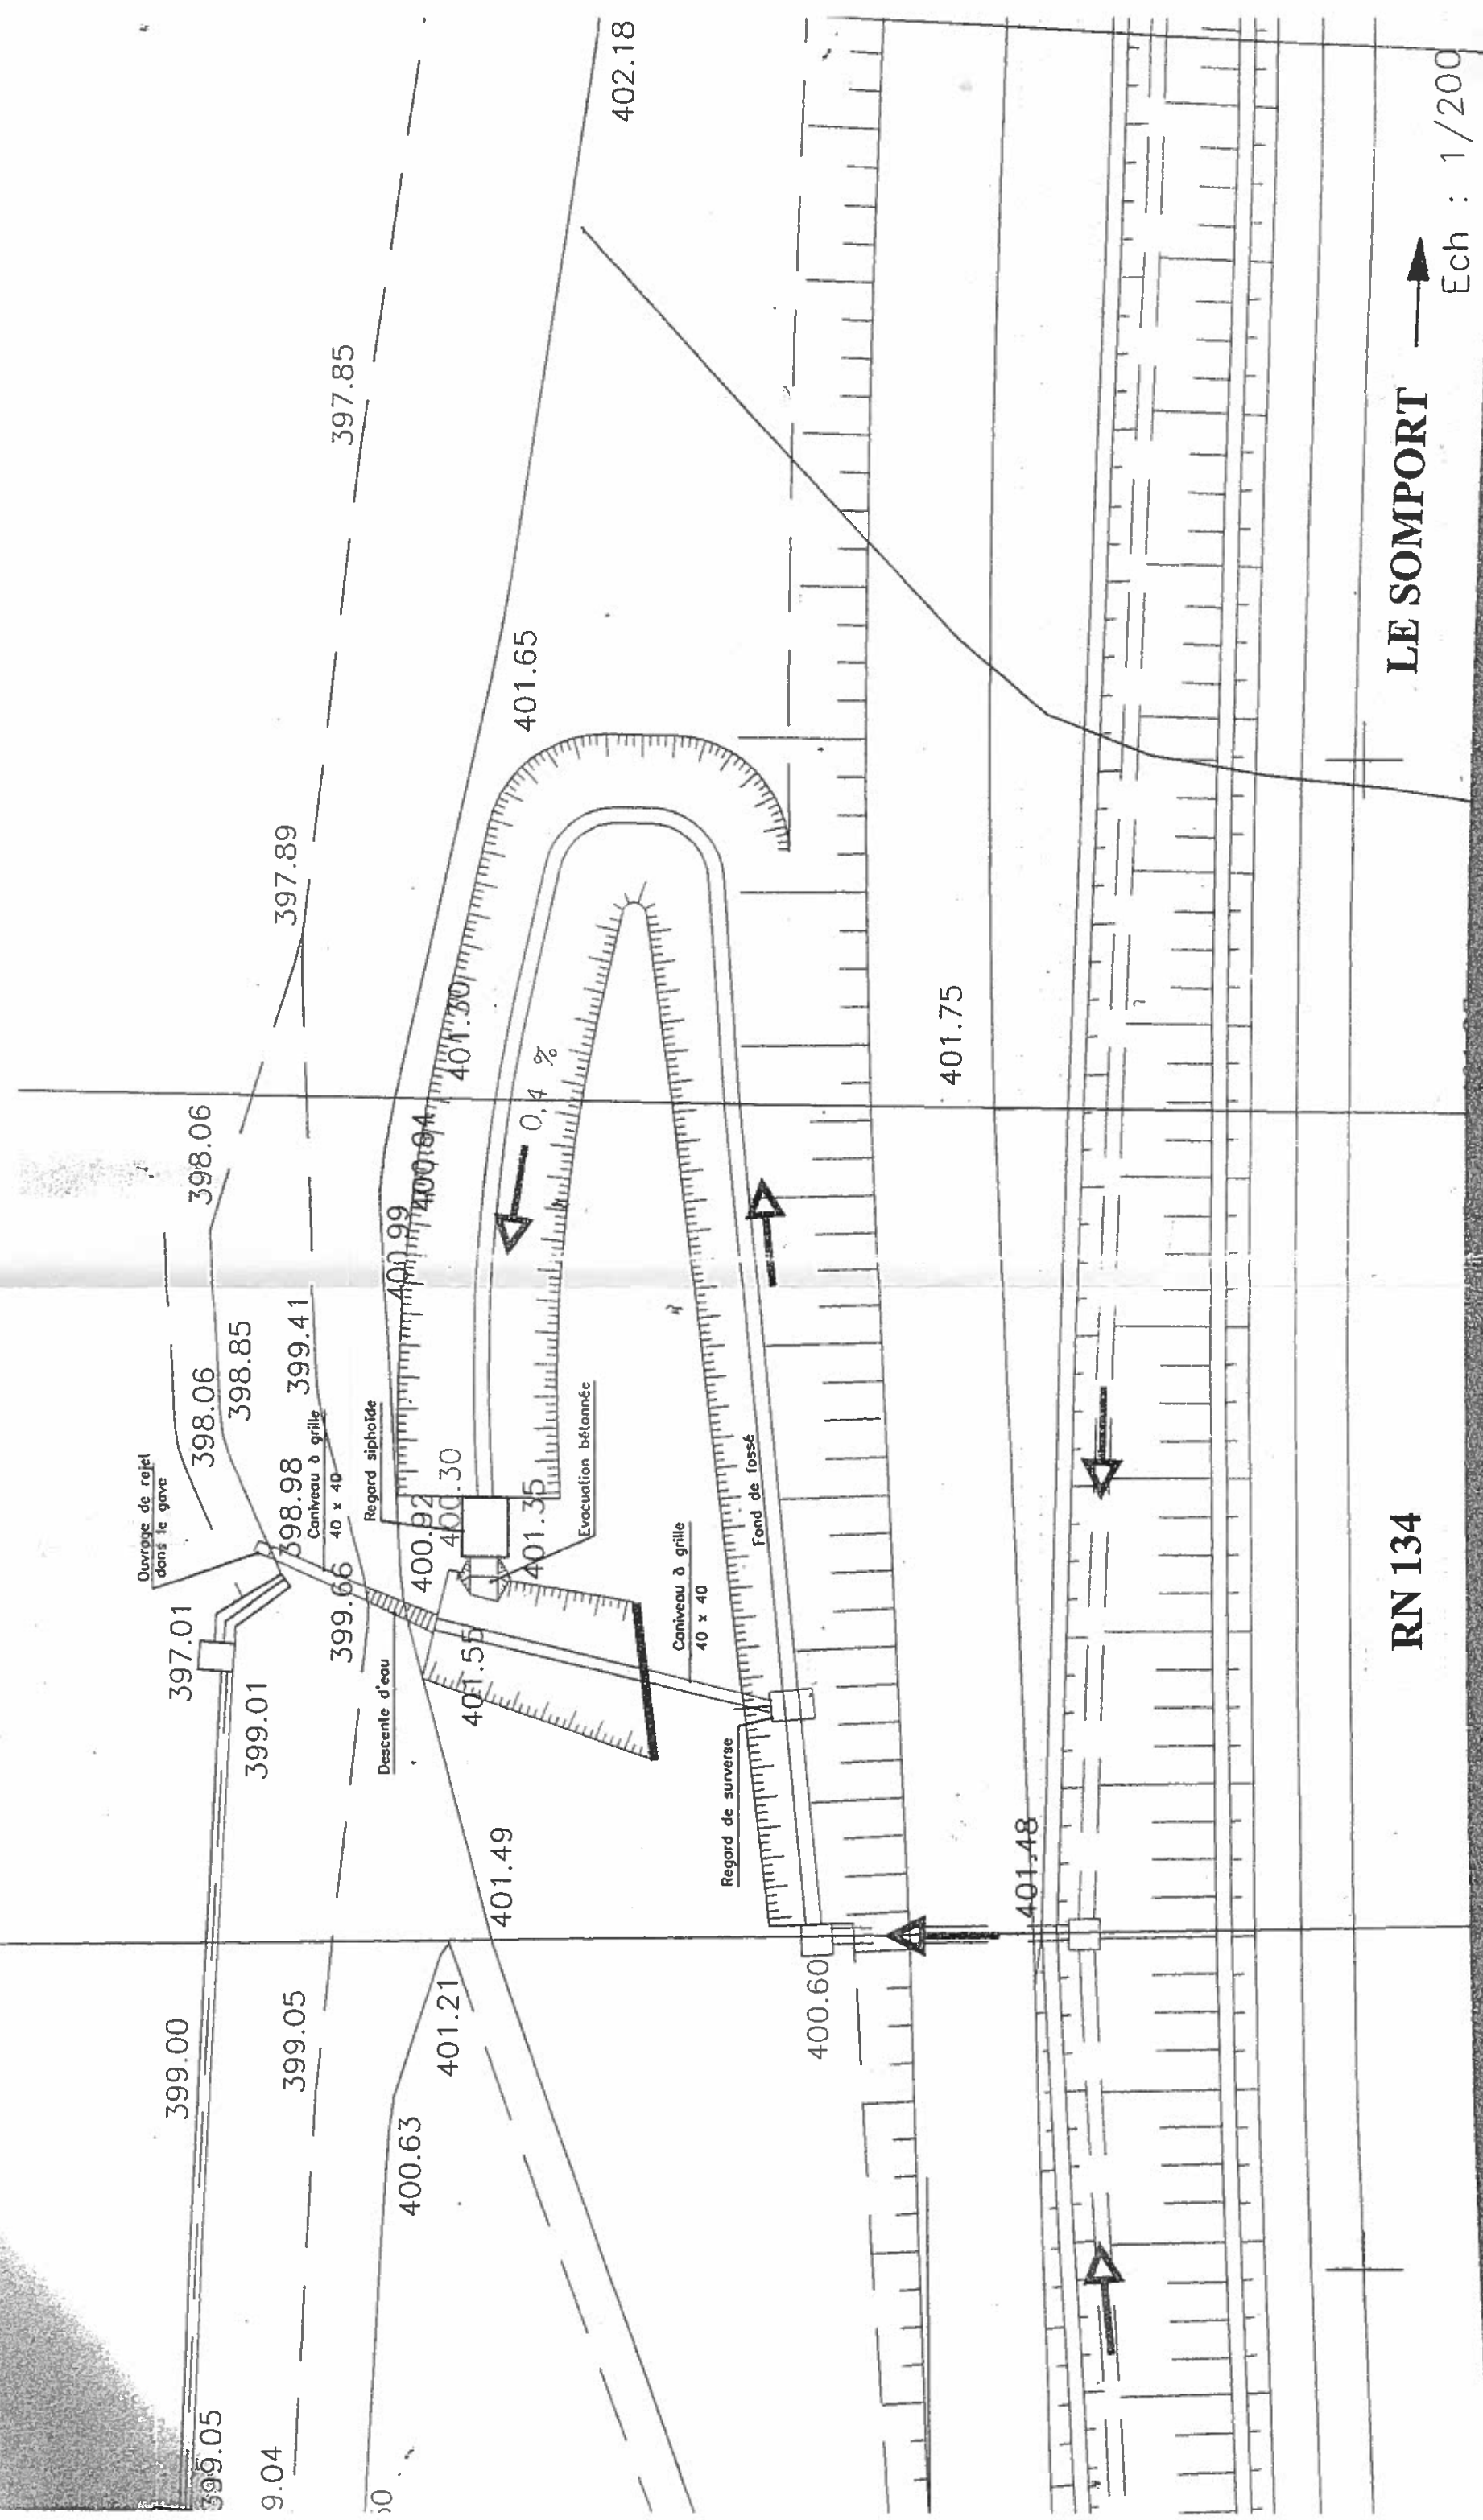 399.05
399.00
399.01
397.01
Ouvrage de rejet
dans le gave
398.06
398.85
398.06
397.89
397.85
9.04
399.05
399.66
398.98
Caniveau à grille
40 x 40
399.41
400.63
401.21
Descente d'eau
400.92
400.30
Regard siphoïde
400.99
400.84
401.30
401.65
402.18
401.49
401.55
401.35
Evacuation bétonnée
0,4 %
Caniveau à grille
40 x 40
Regard de surverse
Fond de fossé
400.60
401.48
401.75
RN 134
LE SOMPORT
Ech : 1/200